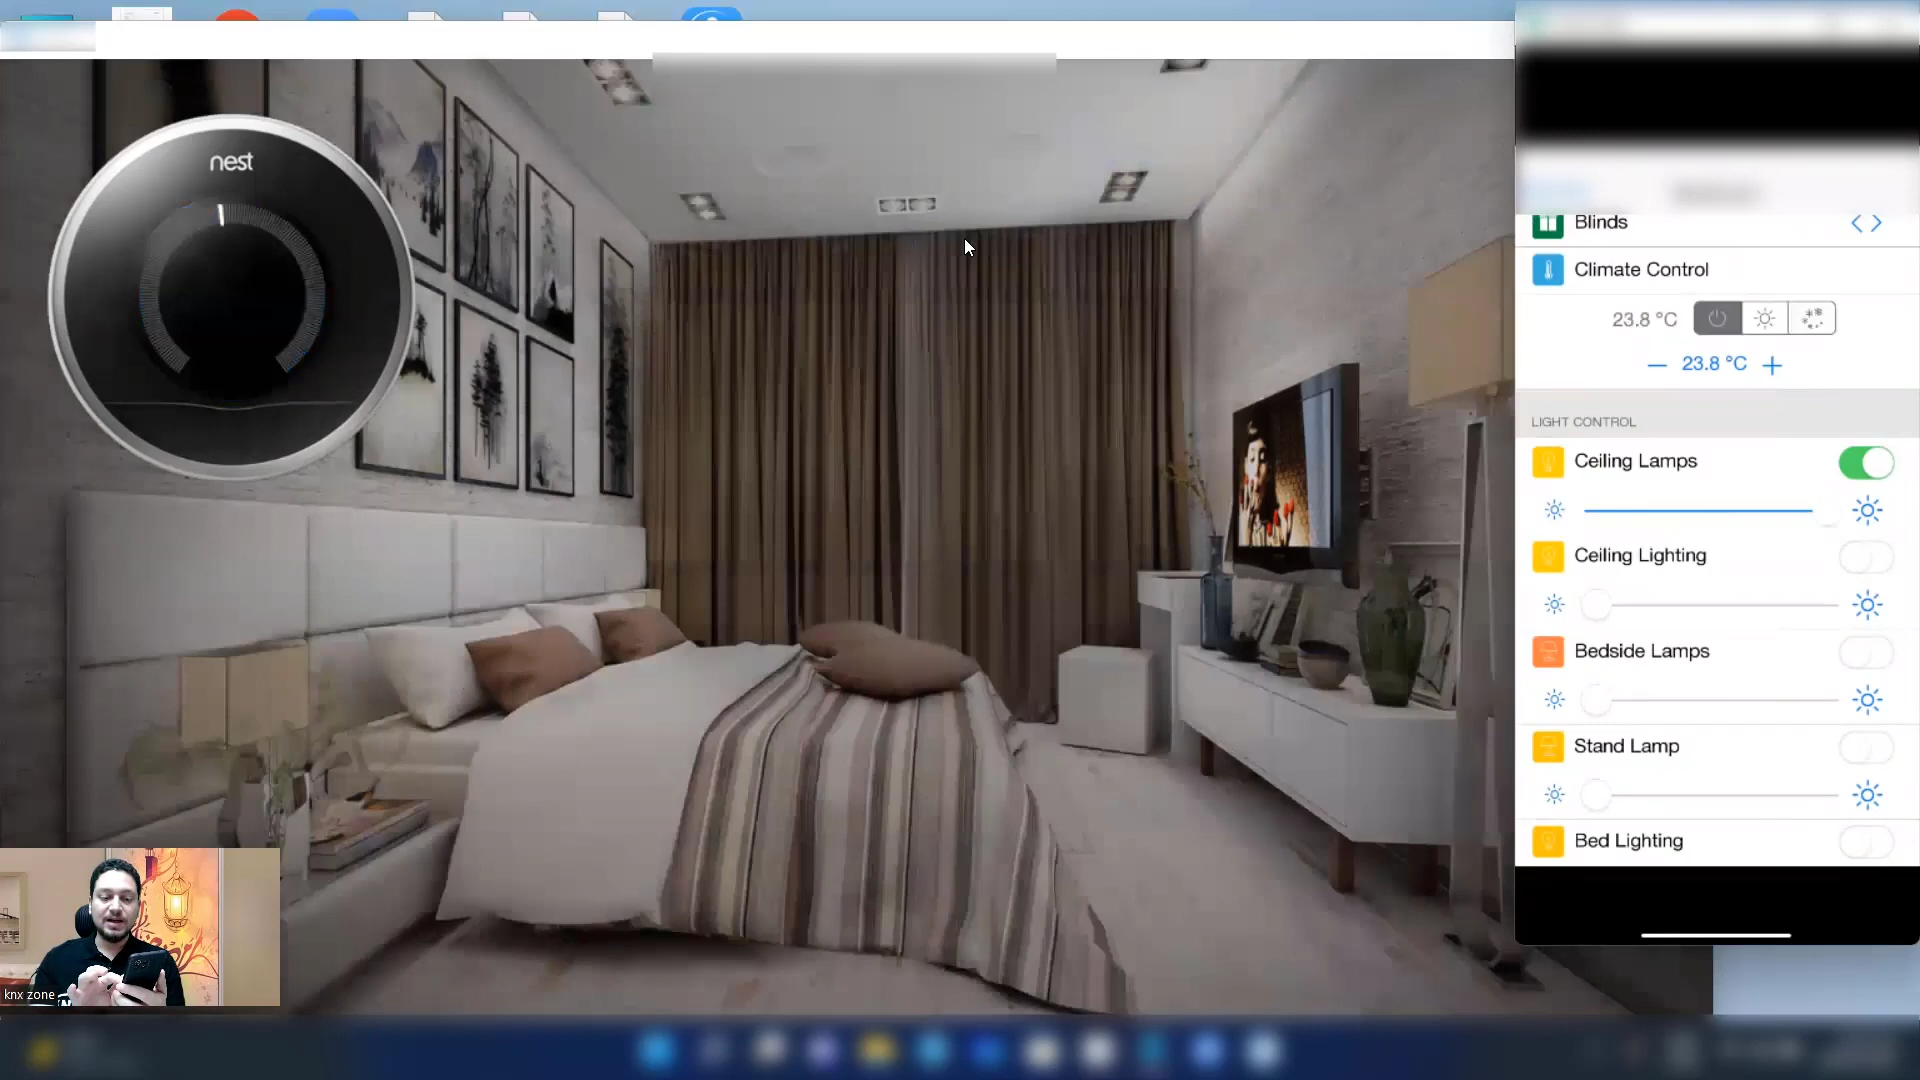 nest
Blinds
Climate Control
23.8 °C
23.8 °C
LIGHT CONTROL
Ceiling Lamps
Ceiling Lighting
Bedside Lamps
Stand Lamp
Bed Lighting
knx zone